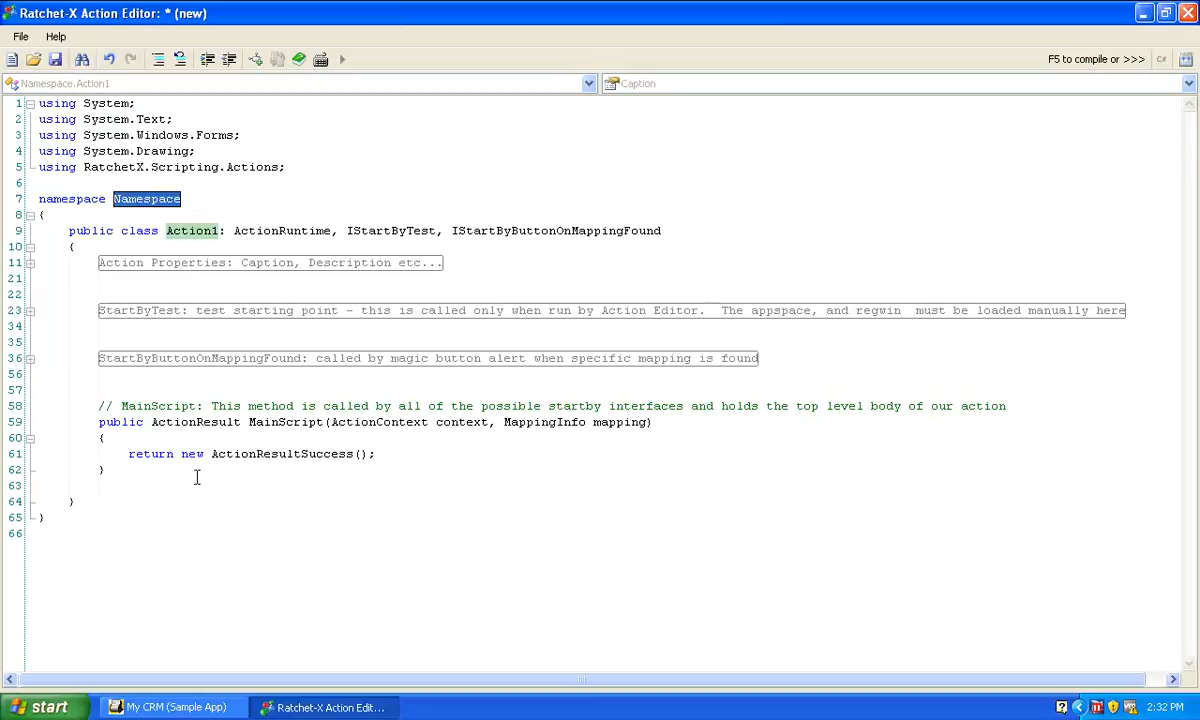 Ratchet-X Action Editor: * (new)
File Help
F5 to compile or >>> C#
Namespace.Action1 Caption
1 using System;
2 using System.Text;
3 using System.Windows.Forms;
4 using System.Drawing;
5 using RatchetX.Scripting.Actions;
6
7 namespace Namespace
8 {
9 public class Action1: ActionRuntime, IStartByTest, IStartByButtonOnMappingFound
10 {
11 Action Properties: Caption, Description etc...
21
22
23 StartByTest: test starting point - this is called only when run by Action Editor. The appspace, and regwin must be loaded manually here
34
35
36 StartByButtonOnMappingFound: called by magic button alert when specific mapping is found
56
57
58 // MainScript: This method is called by all of the possible startby interfaces and holds the top level body of our action
59 public ActionResult MainScript(ActionContext context, MappingInfo mapping)
60 {
61 return new ActionResultSuccess();
62 }
63
64 }
65 }
66
start My CRM (Sample App) Ratchet-X Action Edit... 2:32 PM